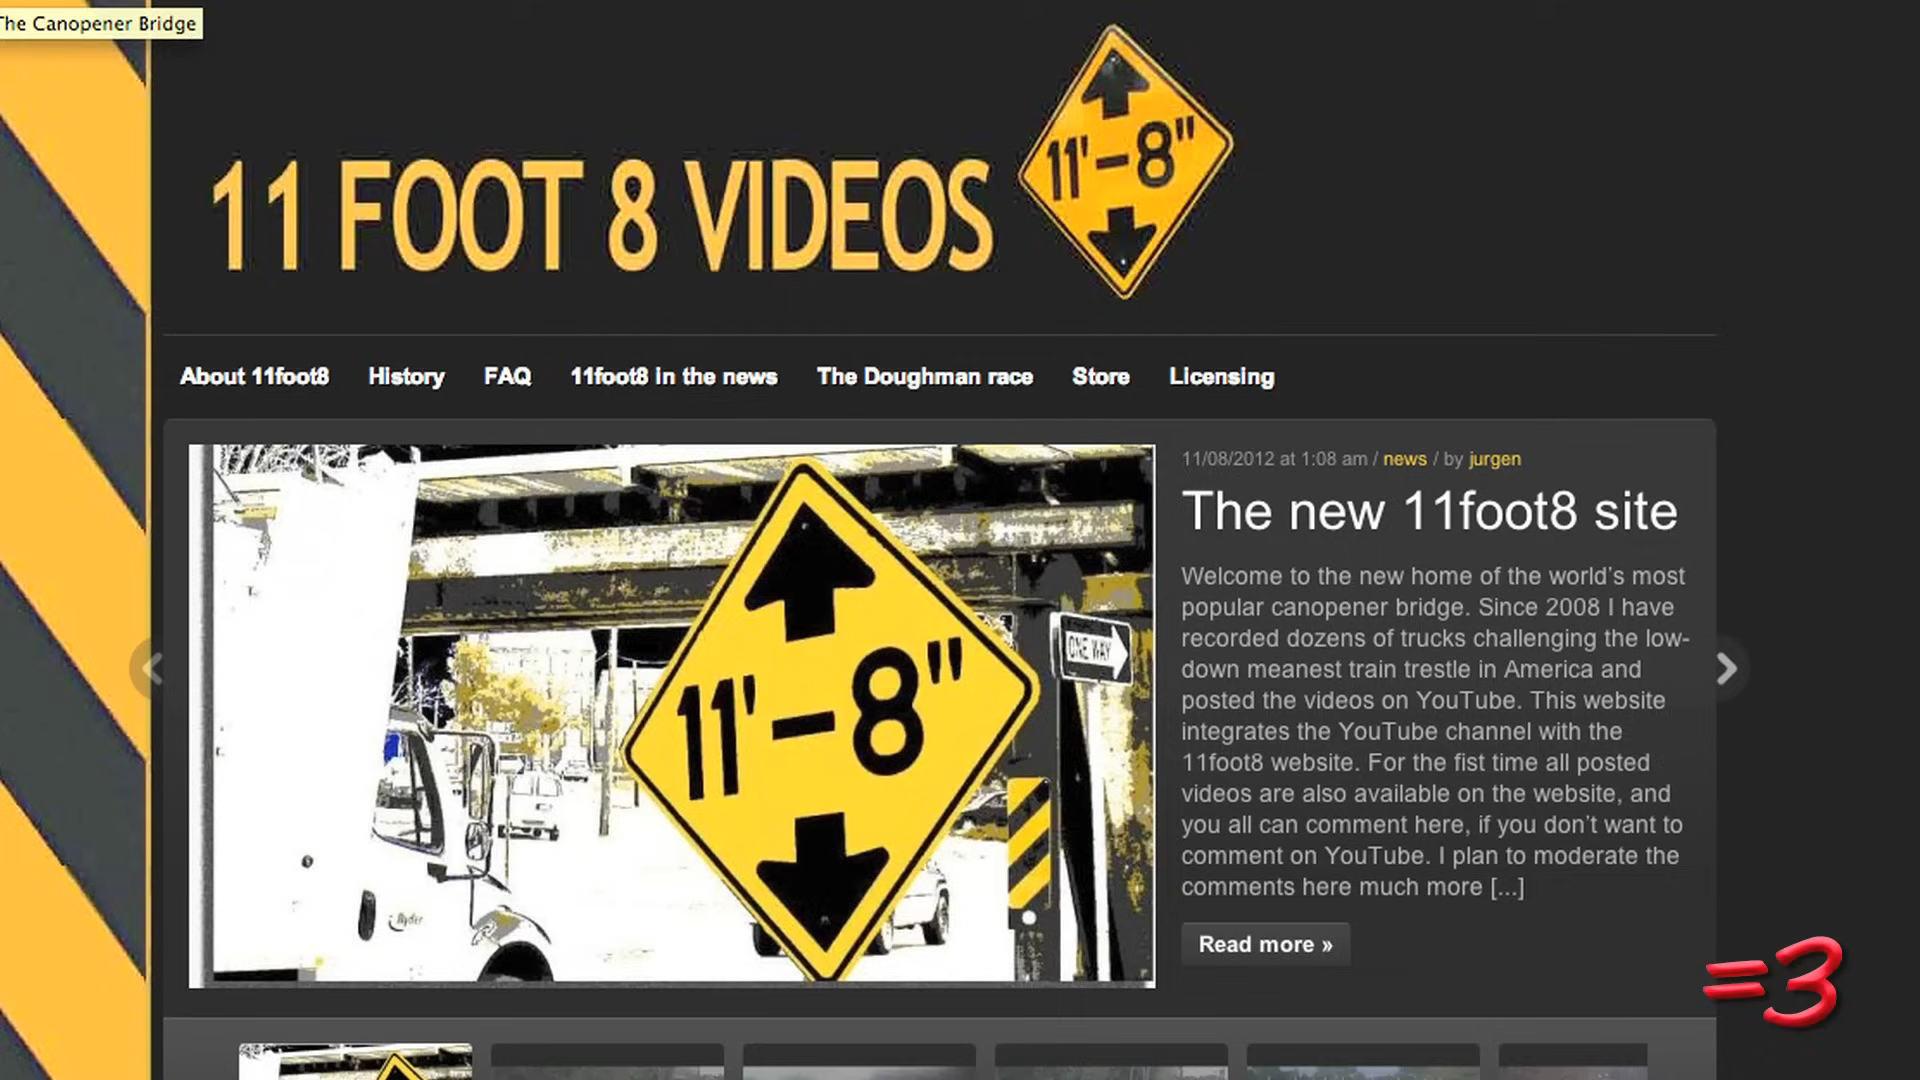 The Canopener Bridge
11 FOOT 8 VIDEOS
11'-8"
About 11foot8 History FAQ 11foot8 in the news The Doughman race Store Licensing
11'-8"
ONE WAY
Ryder
11/08/2012 at 1:08 am / news / by jurgen
The new 11foot8 site
Welcome to the new home of the world's most
popular canopener bridge. Since 2008 I have
recorded dozens of trucks challenging the low-
down meanest train trestle in America and
posted the videos on YouTube. This website
integrates the YouTube channel with the
11foot8 website. For the fist time all posted
videos are also available on the website, and
you all can comment here, if you don't want to
comment on YouTube. I plan to moderate the
comments here much more [...]
Read more »
=3